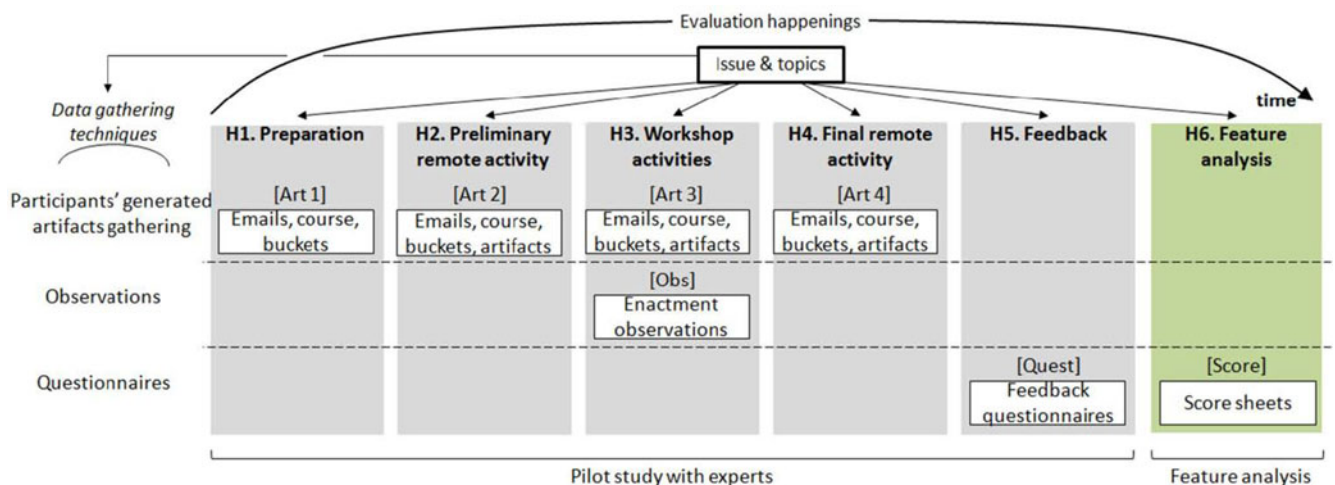 Evaluation happenings
Issue & topics
time
Data gathering
techniques
H1. Preparation
H2. Preliminary
remote activity
H3. Workshop
activities
H4. Final remote
activity
H5. Feedback
H6. Feature
analysis
Participants' generated
artifacts gathering
[Art 1]
Emails, course,
buckets
[Art 2]
Emails, course,
buckets, artifacts
[Art 3]
Emails, course,
buckets, artifacts
[Art 4]
Emails, course,
buckets, artifacts
Observations
[Obs]
Enactment
observations
Questionnaires
[Quest]
Feedback
questionnaires
[Score]
Score sheets
Pilot study with experts
Feature analysis